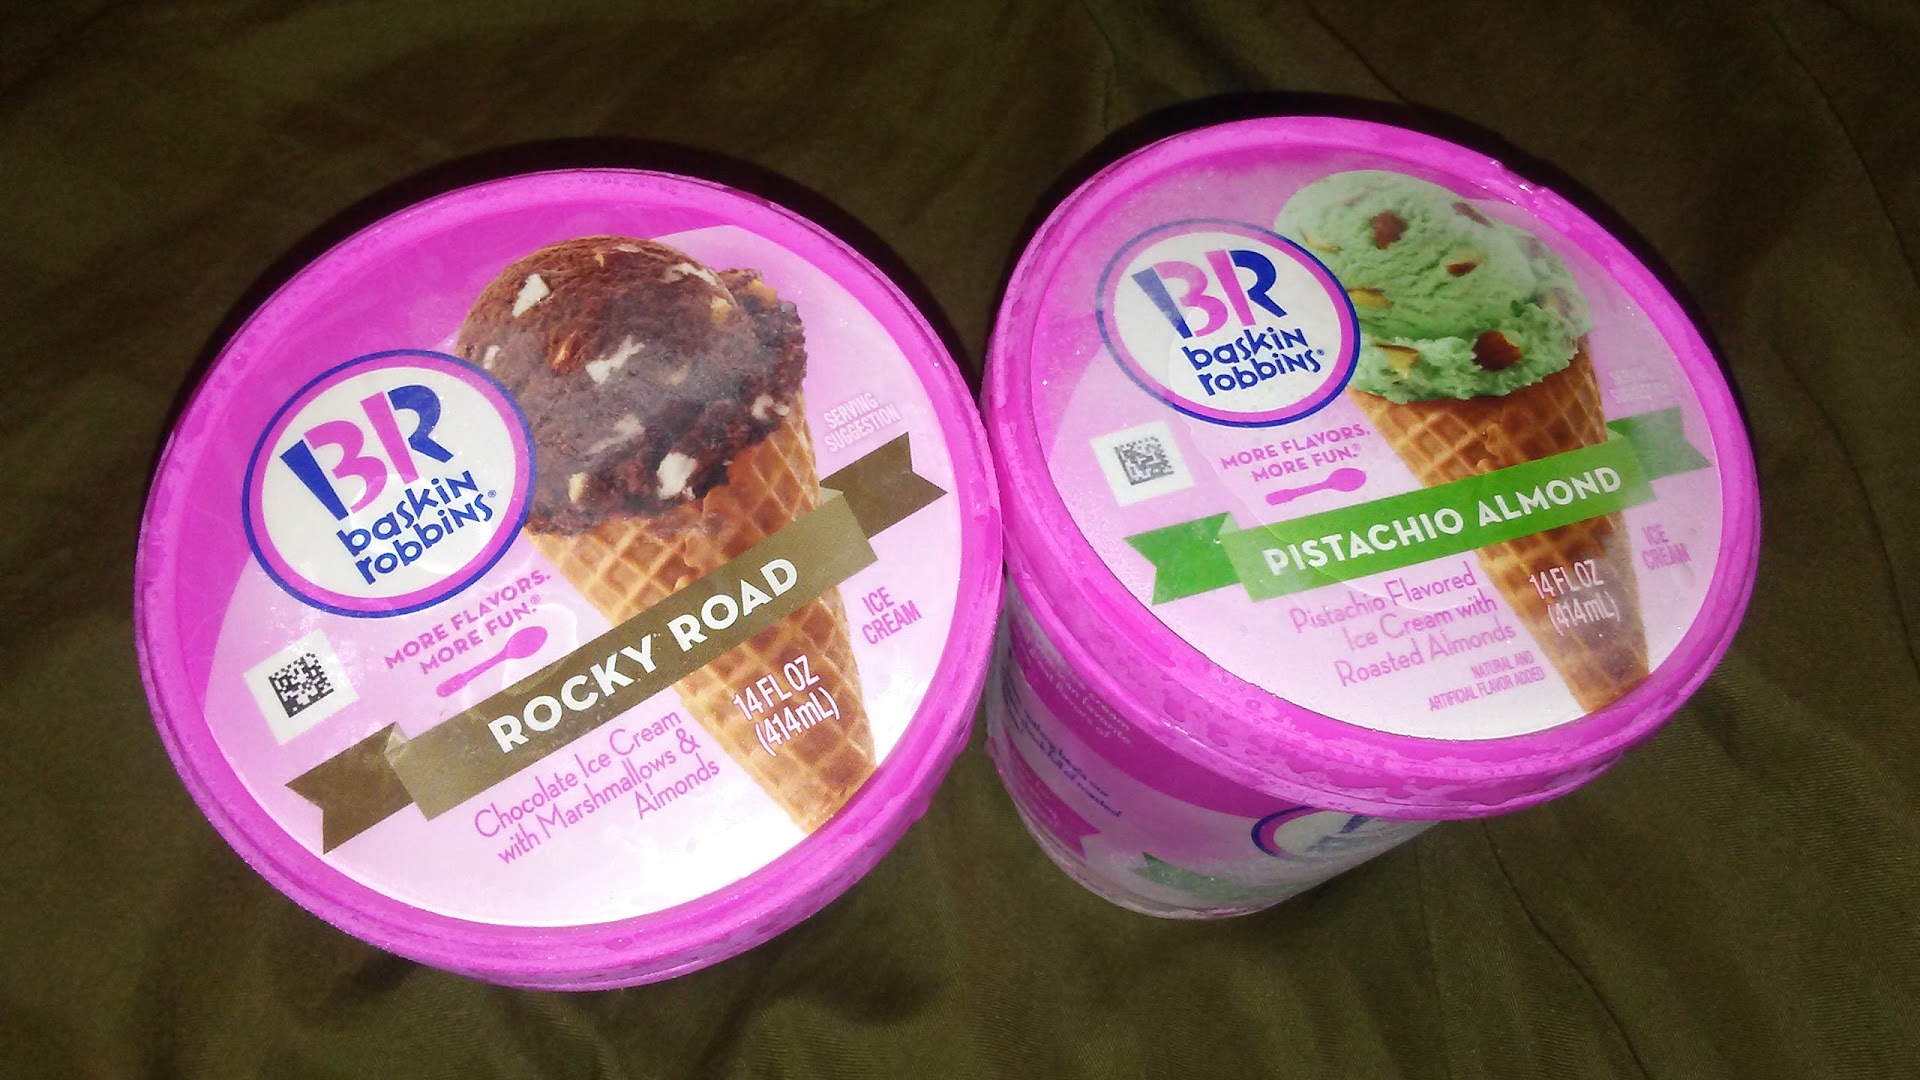 BR
baskin
robbins®
SERVING
SUGGESTION
MORE FLAVORS.
MORE FUN.®
ROCKY ROAD
ICE
CREAM
14 FL OZ
(414mL)
Chocolate Ice Cream
with Marshmallows &
Almonds
BR
baskin
robbins®
MORE FLAVORS.
MORE FUN.®
PISTACHIO ALMOND
ICE
CREAM
14 FL OZ
(414mL)
Pistachio Flavored
Ice Cream with
Roasted Almonds
NATURAL AND
ARTIFICIAL FLAVOR ADDED